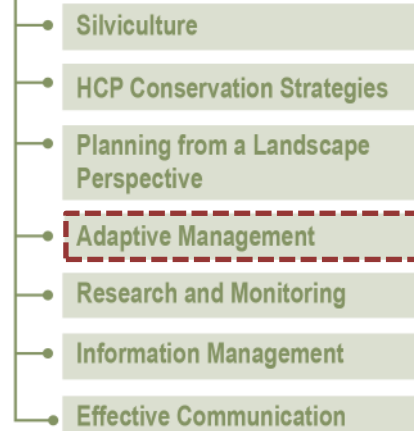 Silviculture
HCP Conservation Strategies
Planning from a Landscape
Perspective
Adaptive Management
Research and Monitoring
Information Management
Effective Communication